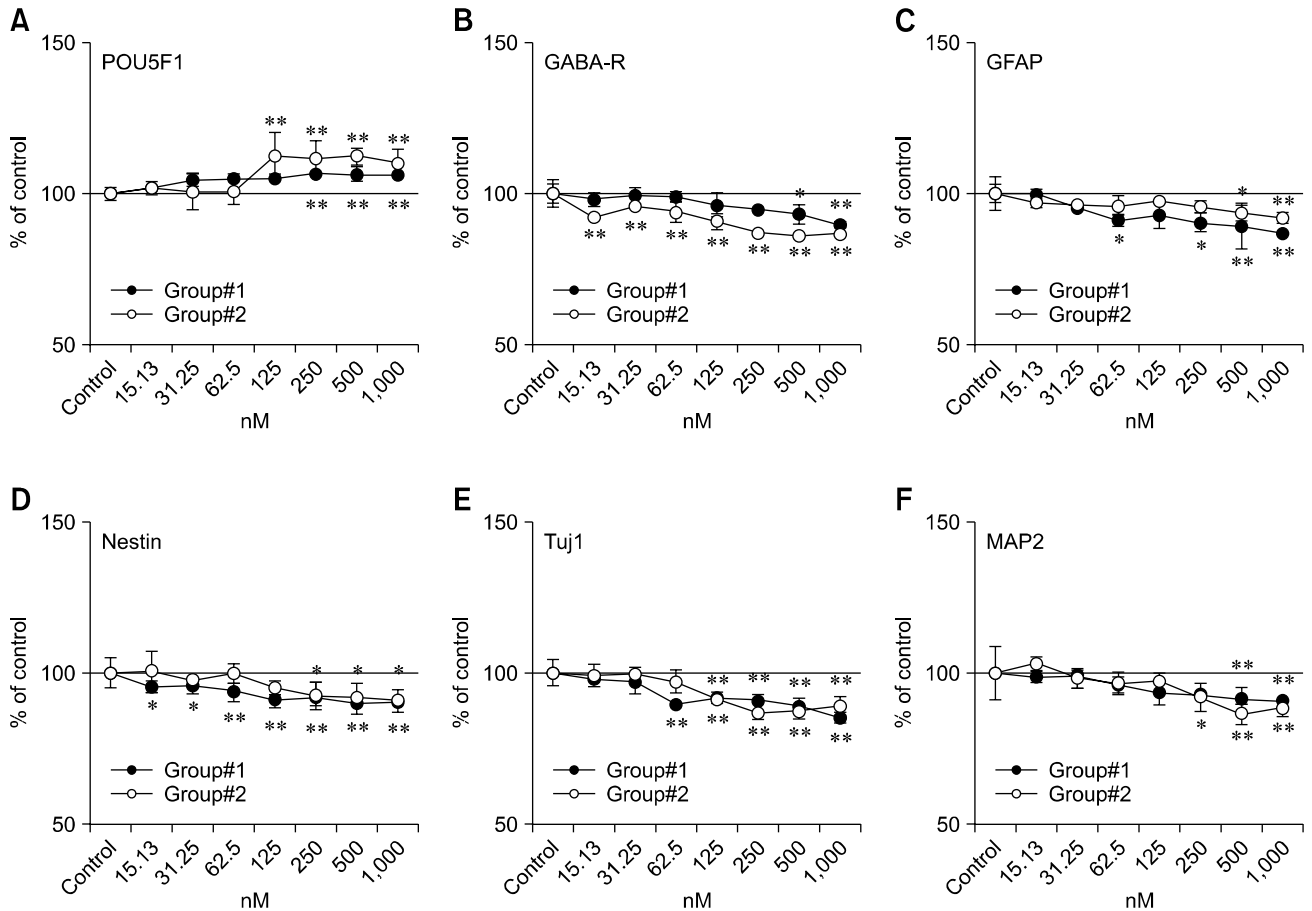 A
150
POU5F1
** ** ** **
100
** ** **
% of control
Group#1
Group#2
50
Control 15.13 31.25 62.5 125 250 500 1,000
nM
B
150
GABA-R
* **
100
** ** ** ** ** ** **
% of control
Group#1
Group#2
50
Control 15.13 31.25 62.5 125 250 500 1,000
nM
C
150
GFAP
* **
100
* * ** **
% of control
Group#1
Group#2
50
Control 15.13 31.25 62.5 125 250 500 1,000
nM
D
150
Nestin
* * *
100
* * ** ** ** ** **
% of control
Group#1
Group#2
50
Control 15.13 31.25 62.5 125 250 500 1,000
nM
E
150
Tuj1
** ** ** **
100
** ** ** ** **
% of control
Group#1
Group#2
50
Control 15.13 31.25 62.5 125 250 500 1,000
nM
F
150
MAP2
** **
100
* ** **
% of control
Group#1
Group#2
50
Control 15.13 31.25 62.5 125 250 500 1,000
nM